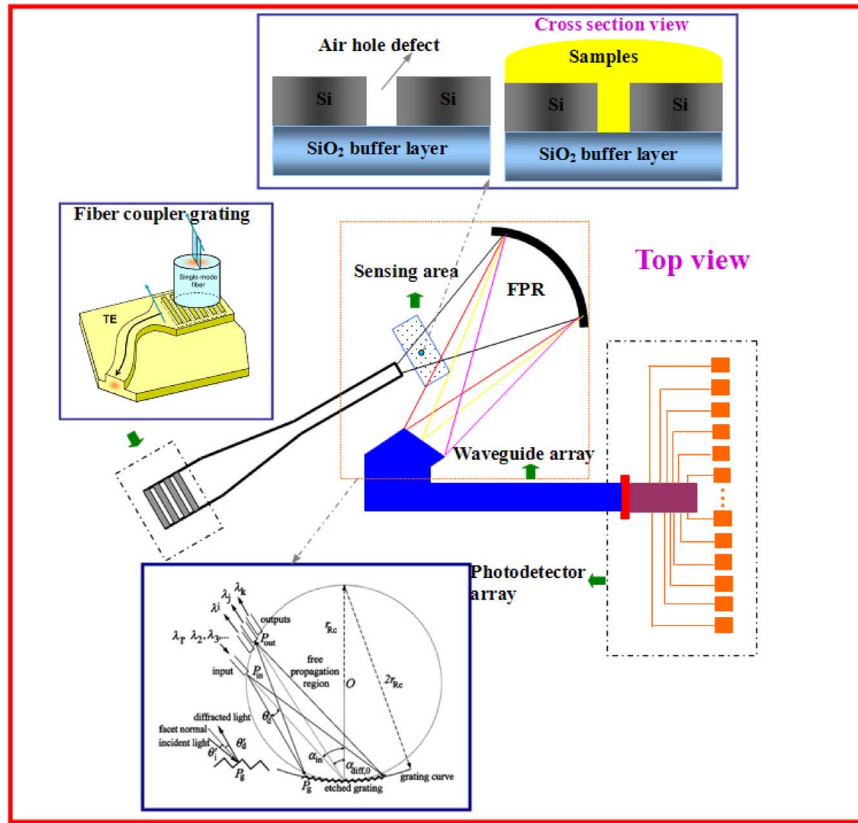 Cross section view
Air hole defect
Samples
Si
Si
Si
Si
SiO₂ buffer layer
SiO₂ buffer layer
Fiber coupler grating
Single-mode
fiber
TE
Sensing area
FPR
Top view
Waveguide array
Photodetector
array
λk
λj
λi
outputs
λ1, λ2, λ3,...
Pout
rRc
input
Pin
free
propagation
region
O
2rRc
diffracted light
facet normal
incident light
θd
θi
θd
αin
αdiff,0
Pg
Pg
etched grating
grating curve